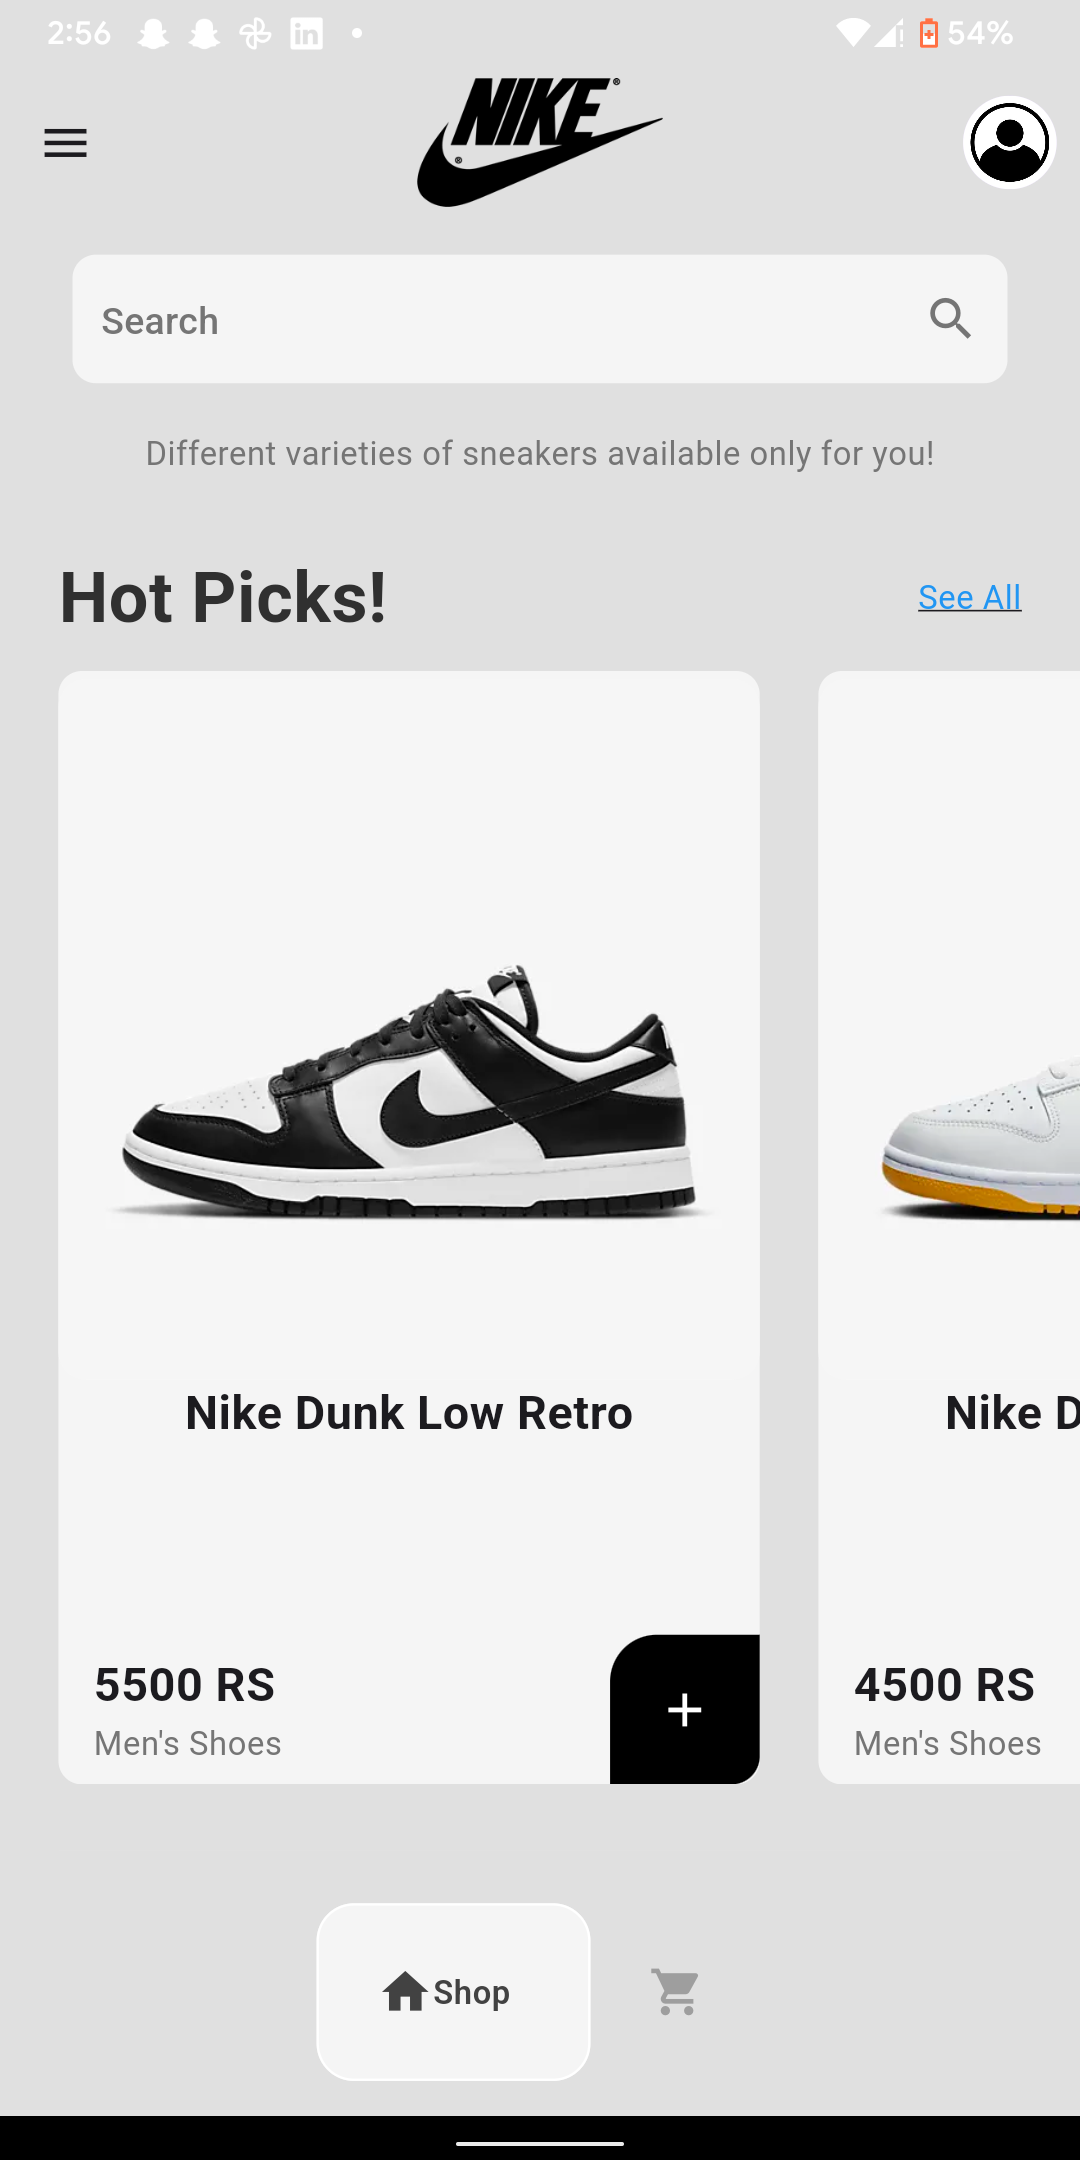 2:56
54%
NIKE
Search
Different varieties of sneakers available only for you!
Hot Picks!
See All
Nike Dunk Low Retro
Nike D
5500 RS
Men's Shoes
4500 RS
Men's Shoes
Shop